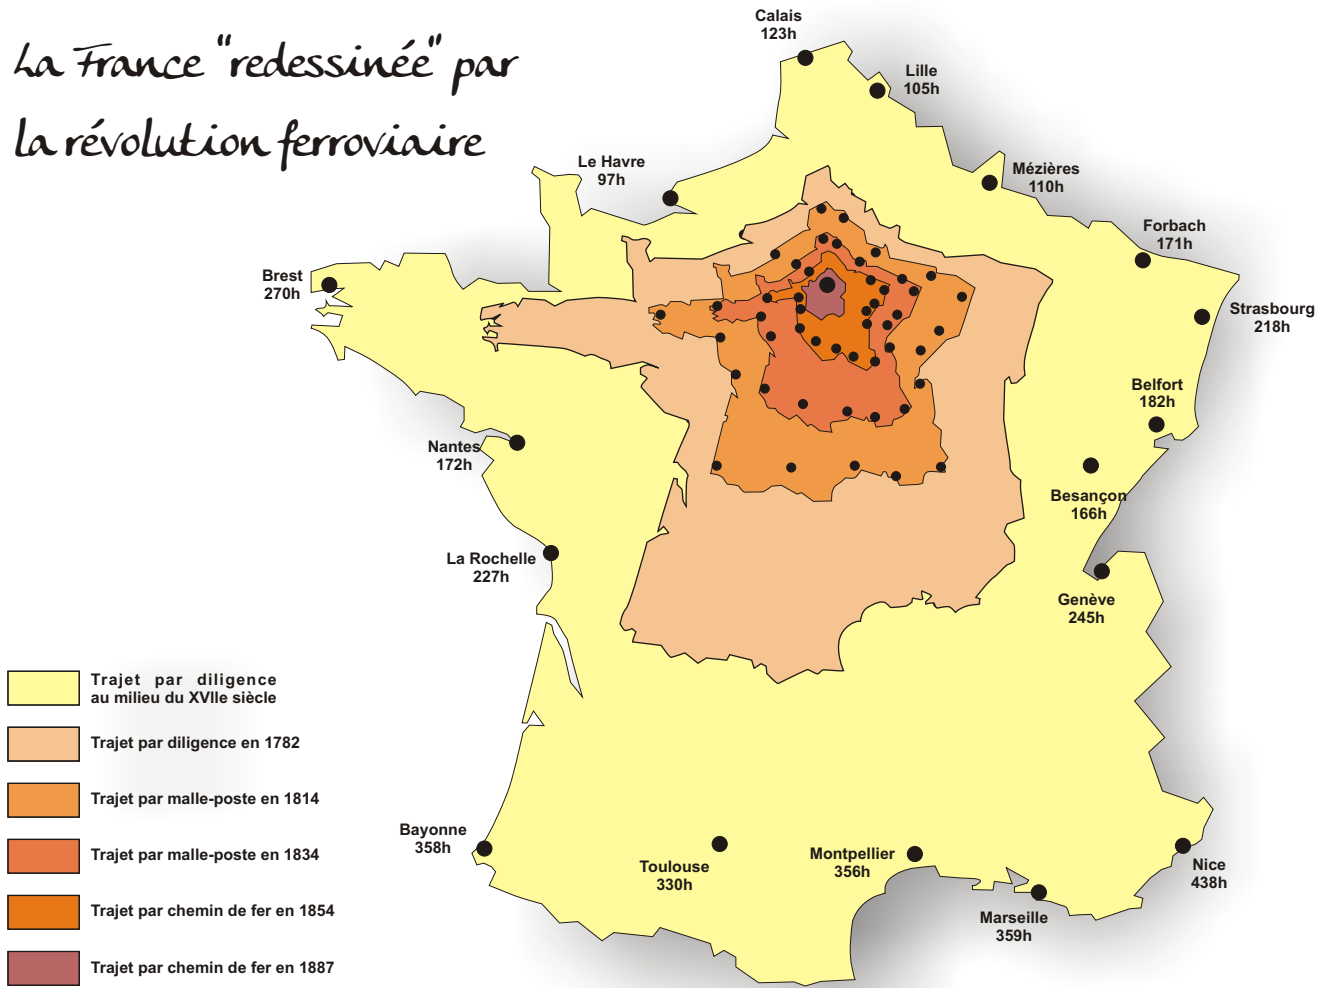 La France "redessinée" par
la révolution ferroviaire
Calais
123h
Lille
105h
Le Havre
97h
Mézières
110h
Forbach
171h
Brest
270h
Strasbourg
218h
Belfort
182h
Nantes
172h
Besançon
166h
La Rochelle
227h
Genève
245h
Trajet par diligence
au milieu du XVIIe siècle
Trajet par diligence en 1782
Trajet par malle-poste en 1814
Trajet par malle-poste en 1834
Trajet par chemin de fer en 1854
Trajet par chemin de fer en 1887
Bayonne
358h
Toulouse
330h
Montpellier
356h
Marseille
359h
Nice
438h